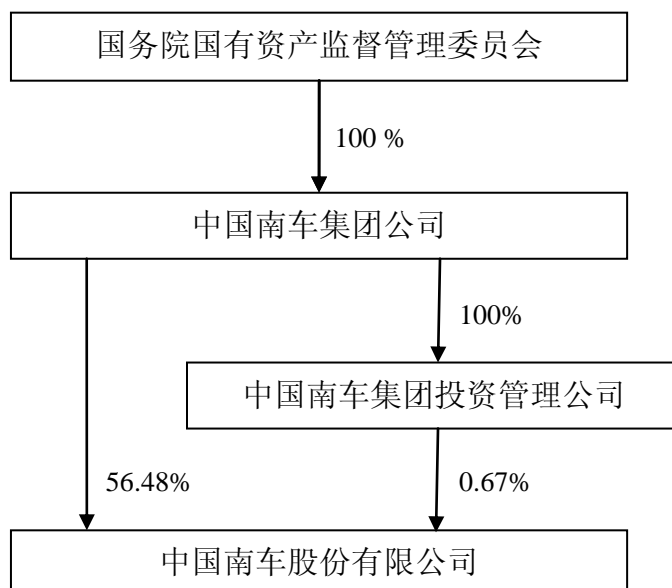 国务院国有资产监督管理委员会
100 %
中国南车集团公司
100%
中国南车集团投资管理公司
56.48%
0.67%
中国南车股份有限公司